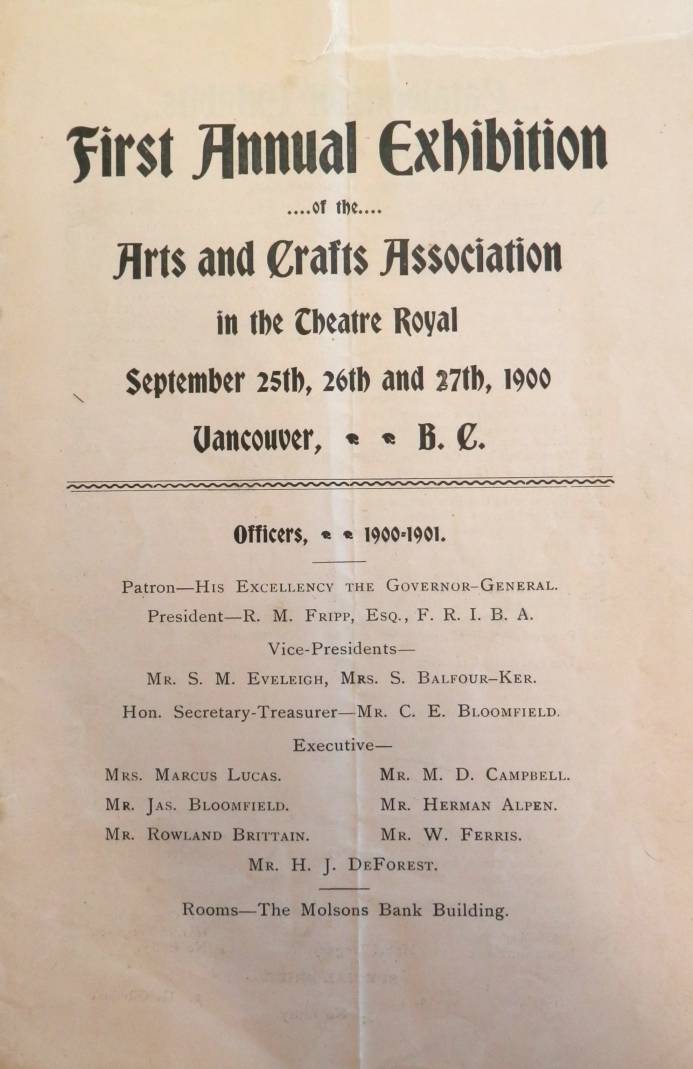 First Annual Exhibition
....of the....
Arts and Crafts Association
in the Theatre Royal
September 25th, 26th and 27th, 1900
Vancouver, B. C.
Officers, 1900-1901.
Patron—His Excellency the Governor-General.
President—R. M. Fripp, Esq., F. R. I. B. A.
Vice-Presidents—
Mr. S. M. Eveleigh, Mrs. S. Balfour-Ker.
Hon. Secretary-Treasurer—Mr. C. E. Bloomfield.
Executive—
Mrs. Marcus Lucas. Mr. M. D. Campbell.
Mr. Jas. Bloomfield. Mr. Herman Alpen.
Mr. Rowland Brittain. Mr. W. Ferris.
Mr. H. J. DeForest.
Rooms—The Molsons Bank Building.